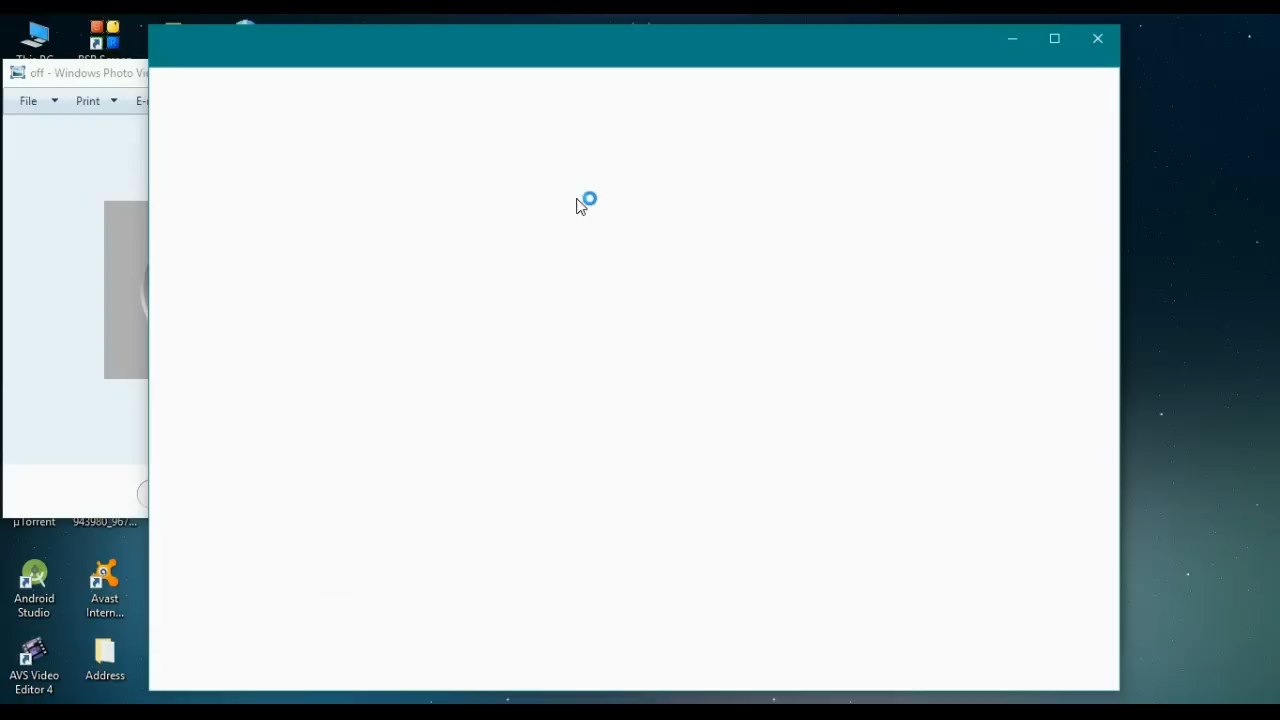 off - Windows Photo Vi
File
Print
E-
µTorrent
943980_967...
Android
Studio
Avast
Intern...
AVS Video
Editor 4
Address